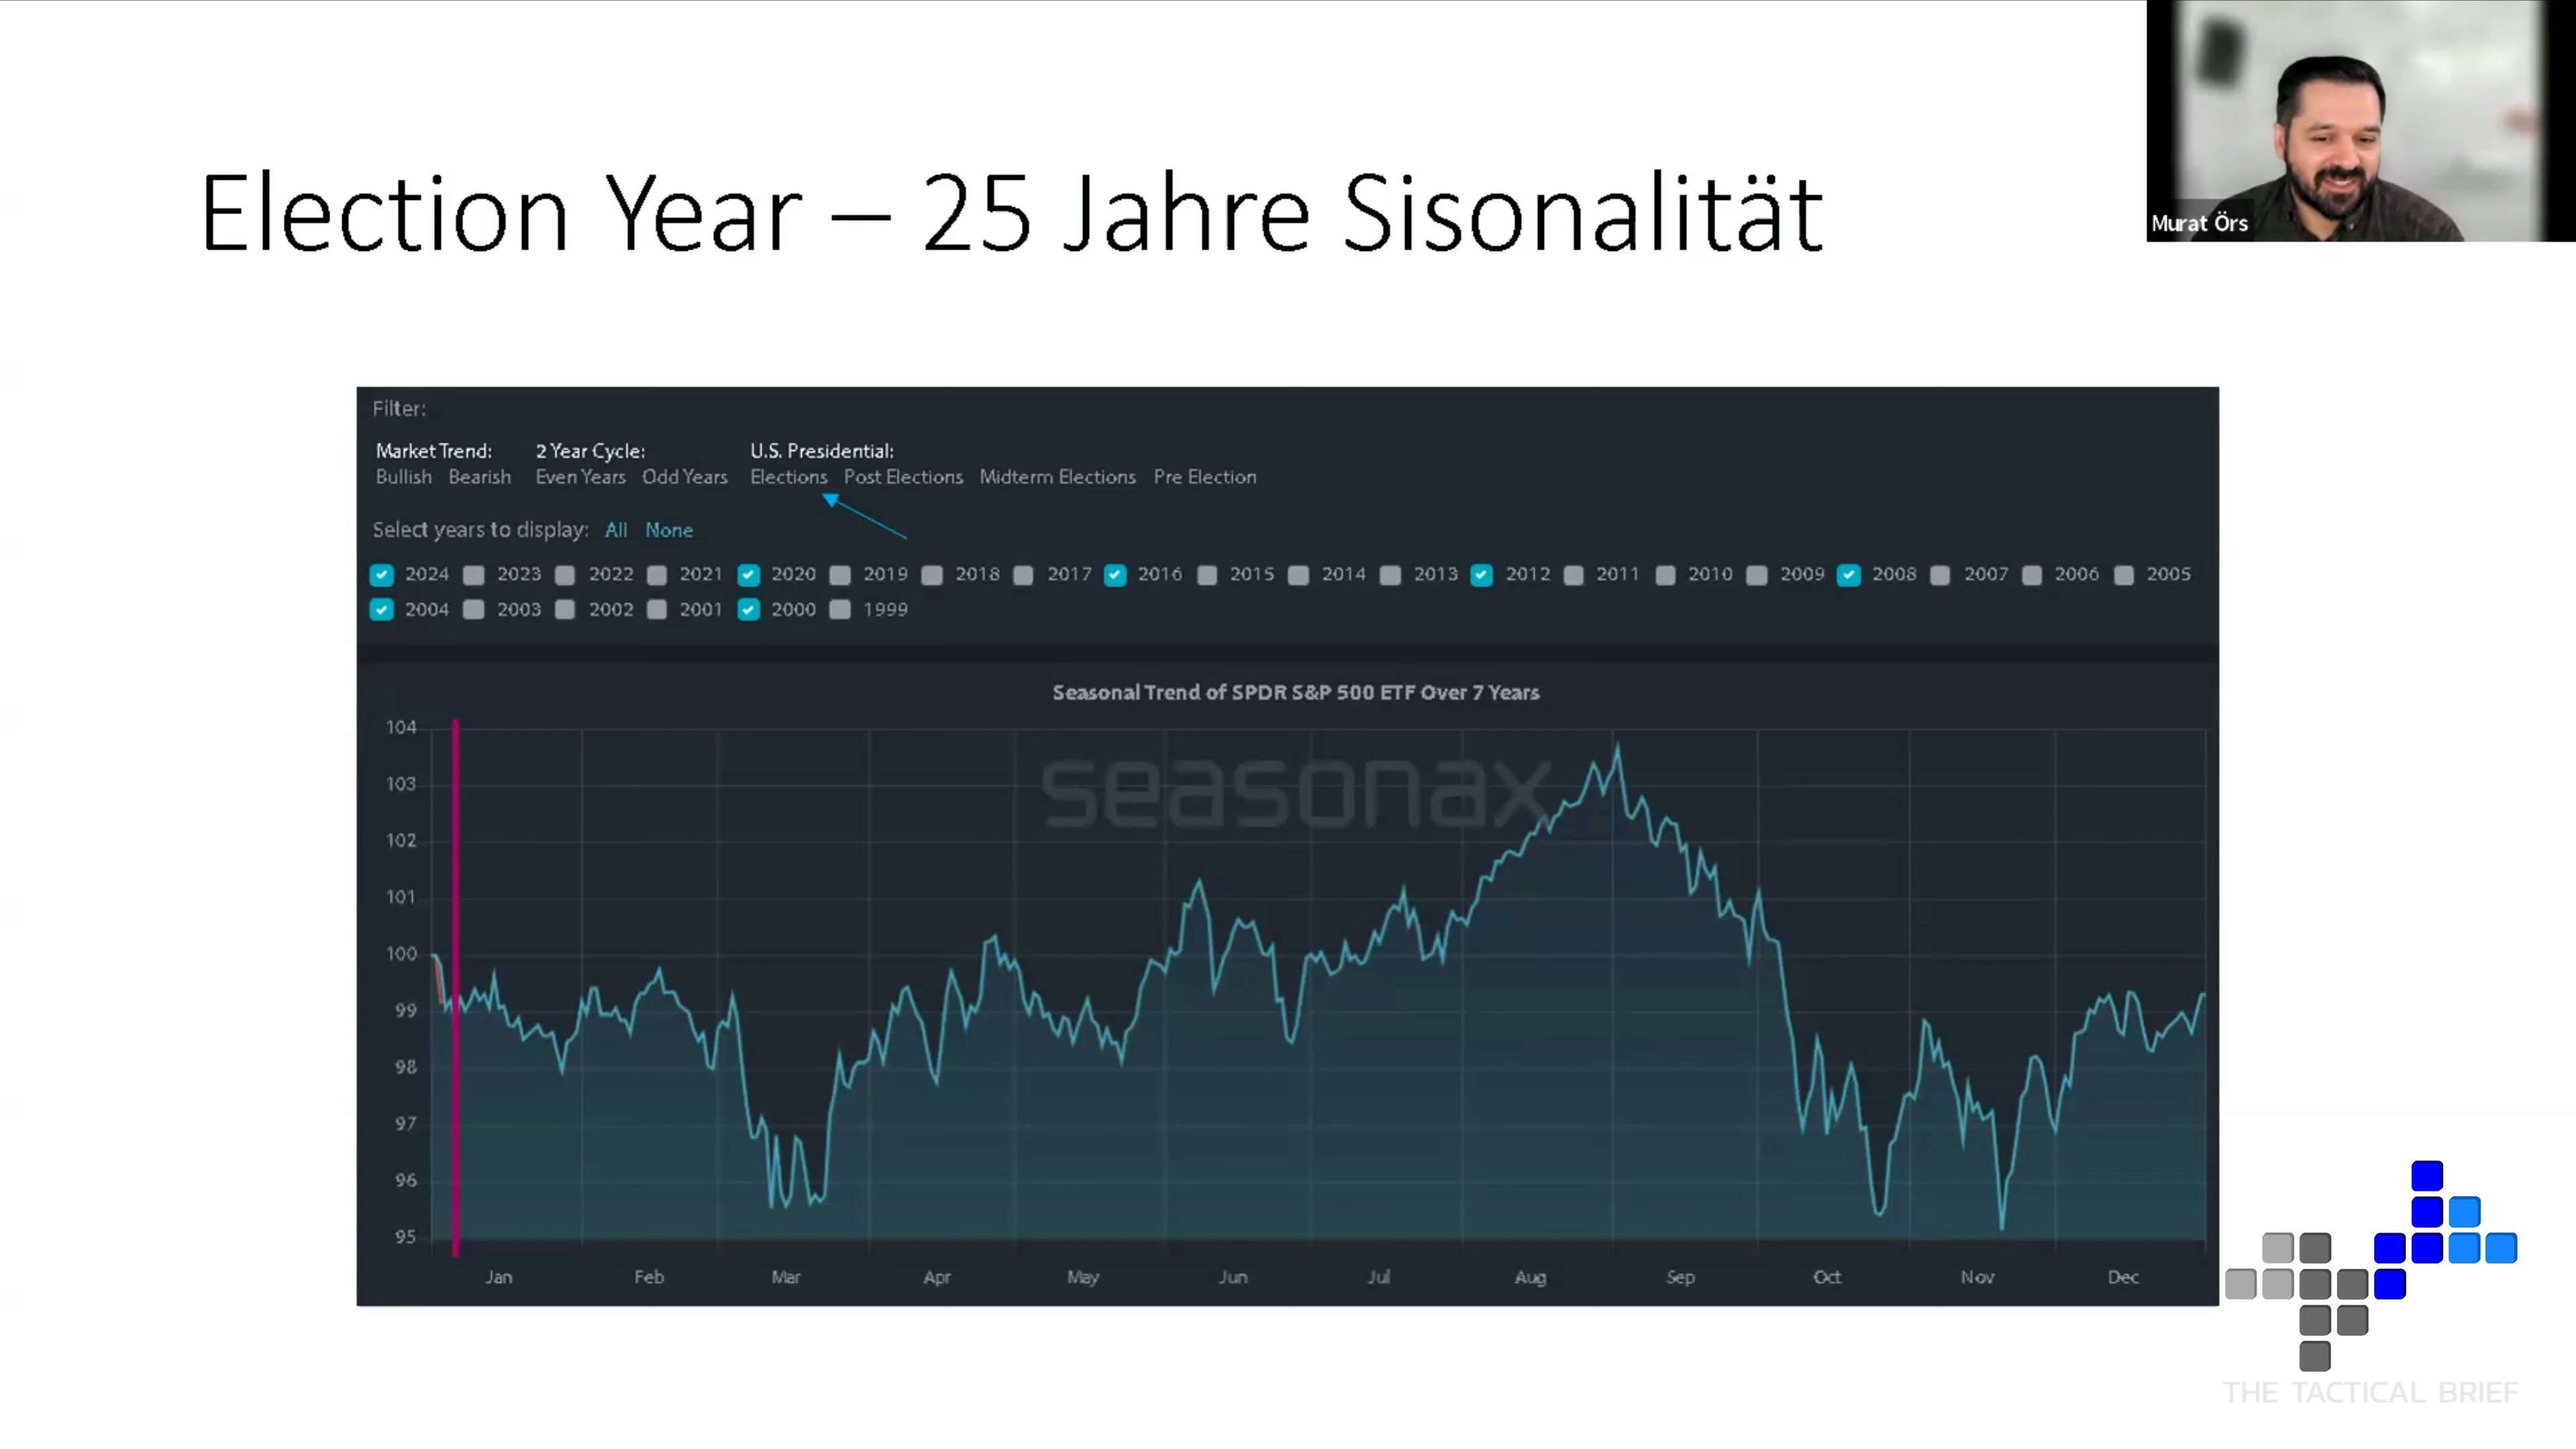 Election Year – 25 Jahre Sisonalität
Murat Örs
Filter:
Market Trend: 2 Year Cycle: U.S. Presidential:
Bullish Bearish Even Years Odd Years Elections Post Elections Midterm Elections Pre Election
Select years to display: All None
2024 2023 2022 2021 2020 2019 2018 2017 2016 2015 2014 2013 2012 2011 2010 2009 2008 2007 2006 2005
2004 2003 2002 2001 2000 1999
Seasonal Trend of SPDR S&P 500 ETF Over 7 Years
seasonax
104
103
102
101
100
99
98
97
96
95
Jan Feb Mar Apr May Jun Jul Aug Sep Oct Nov Dec
THE TACTICAL BRIEF